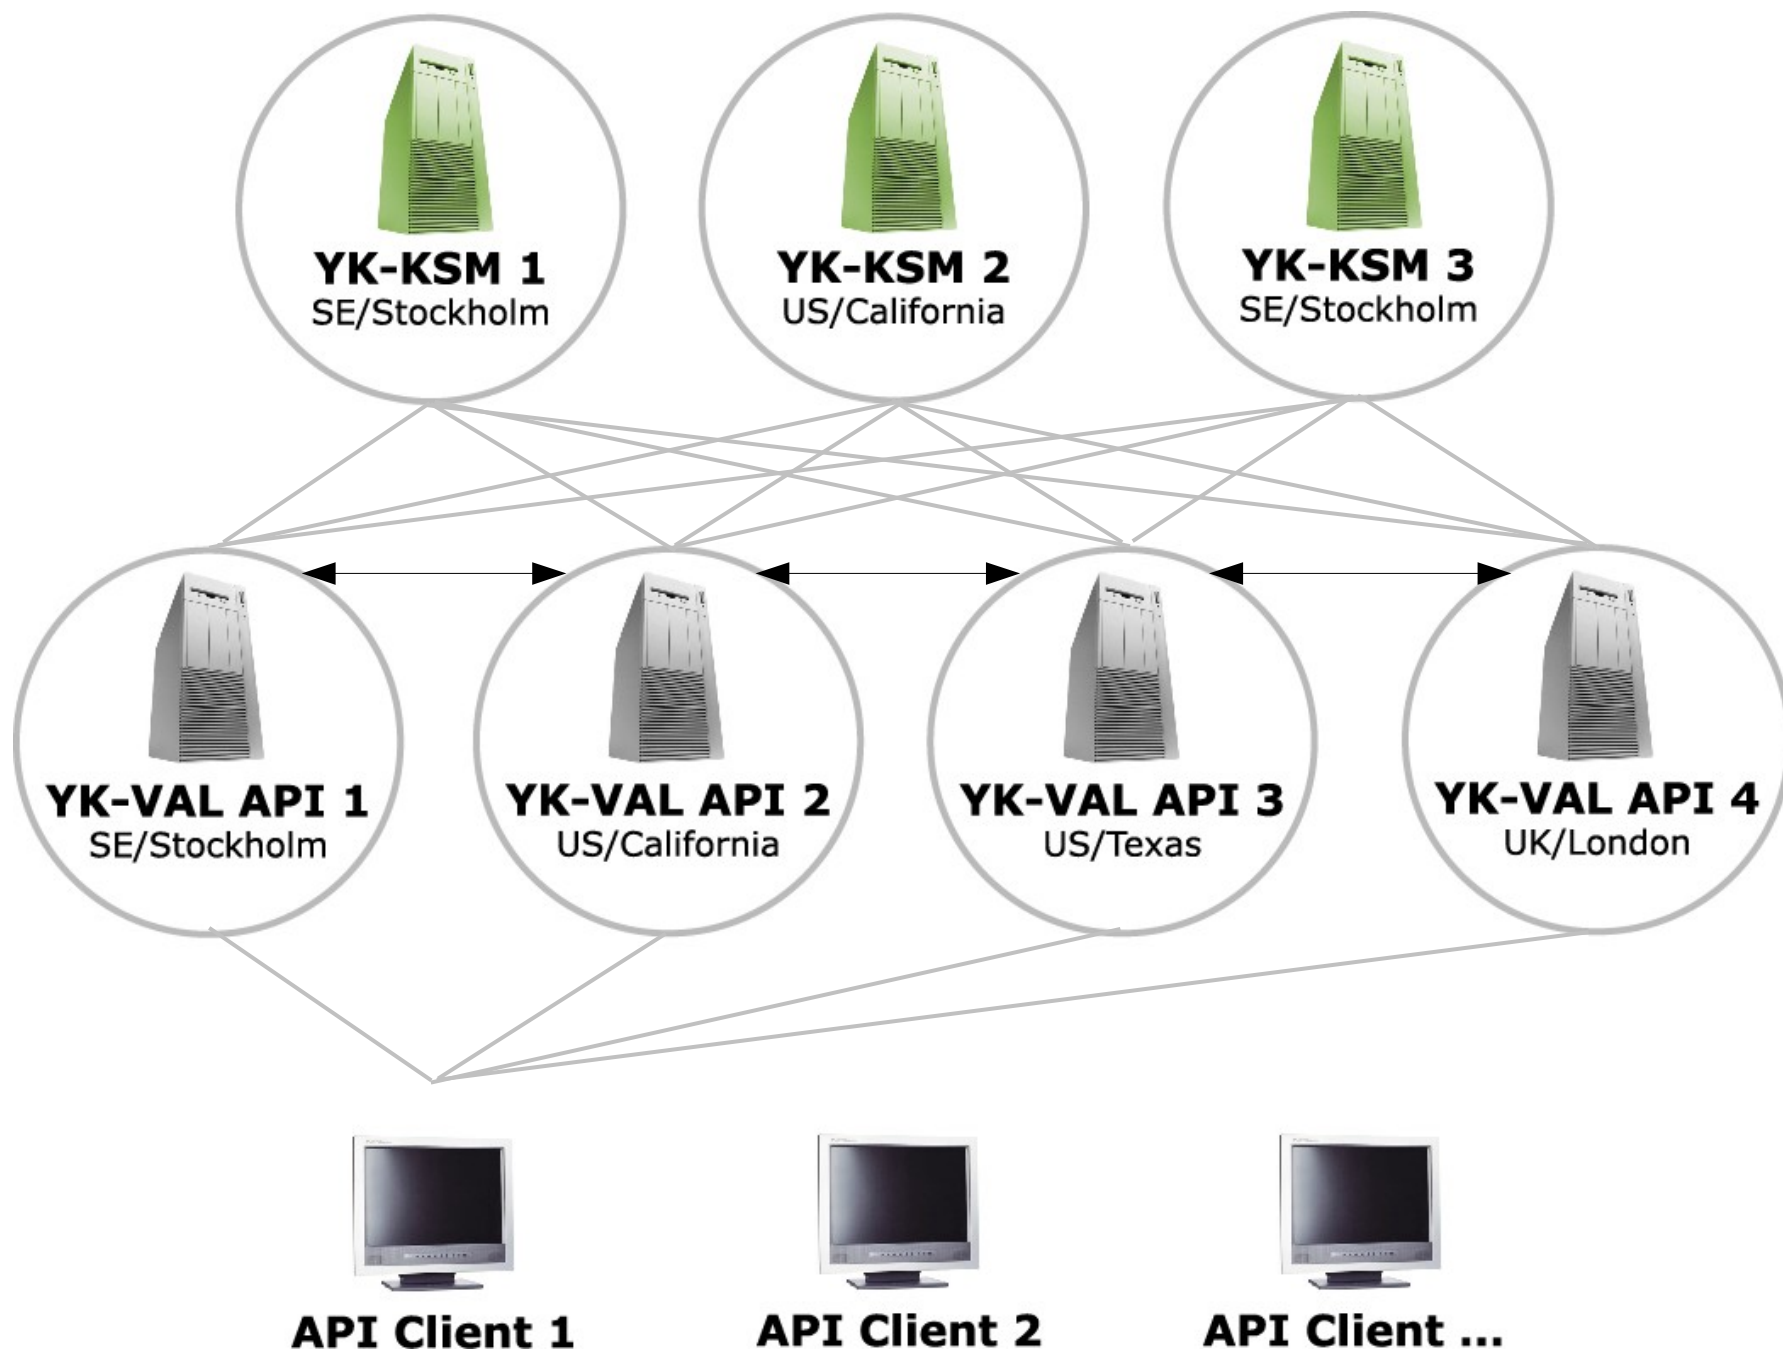 YK-KSM 1
SE/Stockholm
YK-KSM 2
US/California
YK-KSM 3
SE/Stockholm
YK-VAL API 1
SE/Stockholm
YK-VAL API 2
US/California
YK-VAL API 3
US/Texas
YK-VAL API 4
UK/London
API Client 1
API Client 2
API Client ...